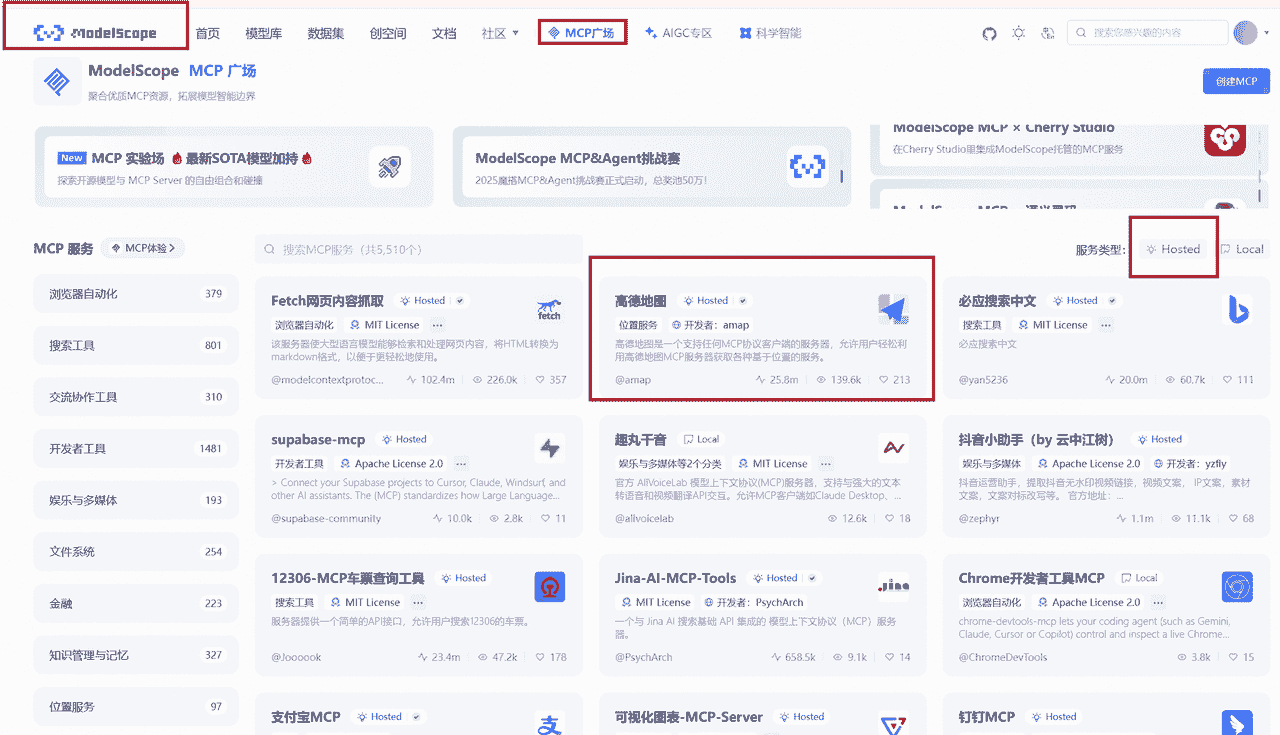 ModelScope 首页 模型库 数据集 创空间 文档 社区 MCP广场 AIGC专区 科学智能 搜索您感兴趣的内容
ModelScope MCP 广场
聚合优质MCP资源，拓展模型智能边界
创建MCP
New MCP 实验场 🔥最新SOTA模型加持🔥
探索开源模型与 MCP Server 的自由组合和碰撞
ModelScope MCP&Agent挑战赛
2025魔搭MCP&Agent挑战赛正式启动，总奖池50万！
ModelScope MCP × Cherry Studio
在Cherry Studio里集成ModelScope托管的MCP服务
MCP 服务 MCP体验
搜索MCP服务（共5,510个）
服务类型: Hosted Local
浏览器自动化 379
搜索工具 801
交流协作工具 310
开发者工具 1481
娱乐与多媒体 193
文件系统 254
金融 223
知识管理与记忆 327
位置服务 97
Fetch网页内容抓取 Hosted
fetch
浏览器自动化 MIT License ...
该服务器使大型语言模型能够检索和处理网页内容，将HTML转换为
markdown格式，以便于更轻松地使用。
@modelcontextprotoc... 102.4m 226.0k 357
高德地图 Hosted
位置服务 开发者：amap
高德地图是一个支持任何MCP协议客户端的服务器，允许用户轻松利
用高德地图MCP服务器获取各种基于位置的服务。
@amap 25.8m 139.6k 213
必应搜索中文 Hosted
搜索工具 MIT License ...
必应搜索中文
@yan5236 20.0m 60.7k 111
supabase-mcp Hosted
开发者工具 Apache License 2.0 ...
> Connect your Supabase projects to Cursor, Claude, Windsurf, and
other AI assistants. The (MCP) standardizes how Large Language...
@supabase-community 10.0k 2.8k 11
趣丸千音 Local
娱乐与多媒体等2个分类 MIT License ...
官方 AllVoiceLab 模型上下文协议(MCP)服务器，支持与强大的文本
转语音和视频翻译API交互。允许MCP客户端如Claude Desktop、...
@allvoicelab 12.6k 18
抖音小助手（by 云中江树） Hosted
娱乐与多媒体 Apache License 2.0 开发者：yzfly
抖音运营助手，提取抖音无水印视频链接，视频文案， IP文案，素材
文案，文案对标改写等。 官方地址：...
@zephyr 1.1m 11.1k 68
12306-MCP车票查询工具 Hosted
搜索工具 MIT License ...
服务器提供一个简单的API接口，允许用户搜索12306的车票。
@Joooook 23.4m 47.2k 178
Jina-AI-MCP-Tools Hosted
Jina
MIT License 开发者：PsychArch
一个与 Jina AI 搜索基础 API 集成的 模型上下文协议（MCP）服务
器。
@PsychArch 658.5k 9.1k 14
Chrome开发者工具MCP Local
浏览器自动化 Apache License 2.0 ...
chrome-devtools-mcp lets your coding agent (such as Gemini,
Claude, Cursor or Copilot) control and inspect a live Chrome...
@ChromeDevTools 3.8k 15
支付宝MCP Hosted
支
可视化图表-MCP-Server Hosted
钉钉MCP Hosted